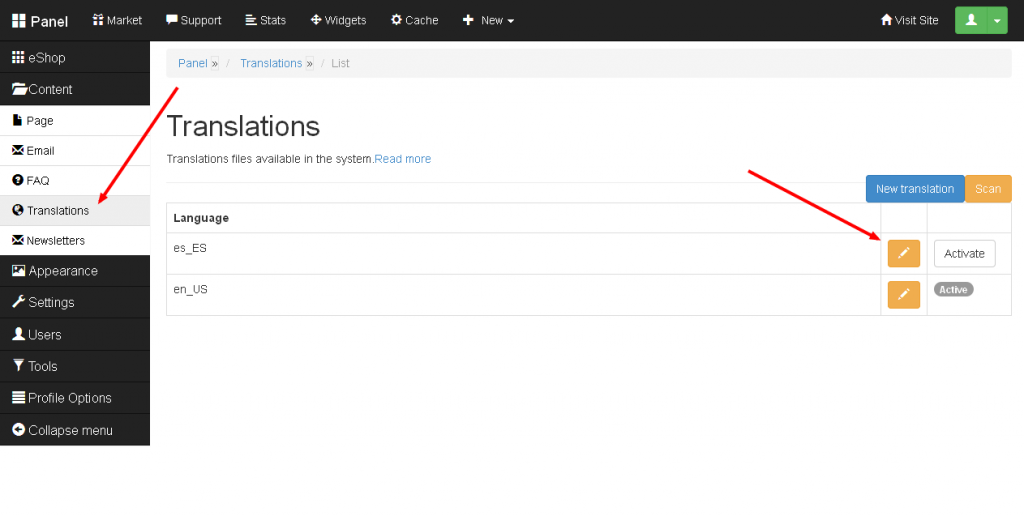 Panel Market Support Stats Widgets Cache New Visit Site
eShop
Content
Page
Email
FAQ
Translations
Newsletters
Appearance
Settings
Users
Tools
Profile Options
Collapse menu
Panel » / Translations » / List
Translations
Translations files available in the system.Read more
New translation Scan
Language
es_ES Activate
en_US Active